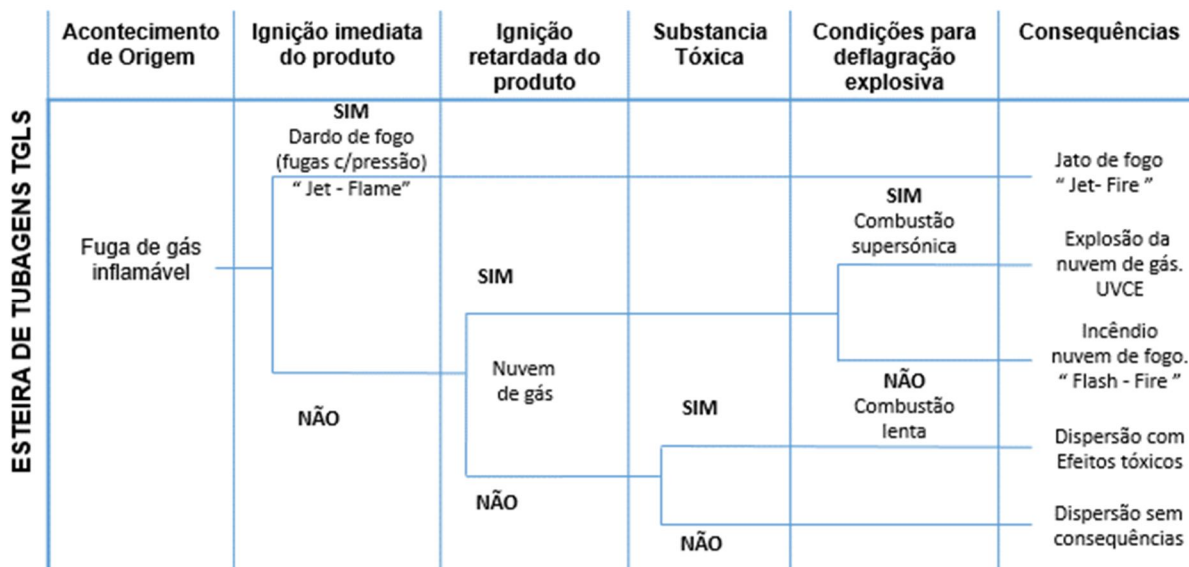 Acontecimento
de Origem
Ignição imediata
do produto
Ignição
retardada do
produto
Substancia
Tóxica
Condições para
deflagração
explosiva
Consequências
ESTEIRA DE TUBAGENS TGLS
Fuga de gás
inflamável
SIM
Dardo de fogo
(fugas c/pressão)
“ Jet - Flame”
NÃO
SIM
Nuvem
de gás
NÃO
SIM
NÃO
SIM
Combustão
supersónica
NÃO
Combustão
lenta
Jato de fogo
“ Jet- Fire ”
Explosão da
nuvem de gás.
UVCE
Incêndio
nuvem de fogo.
“ Flash - Fire ”
Dispersão com
Efeitos tóxicos
Dispersão sem
consequências